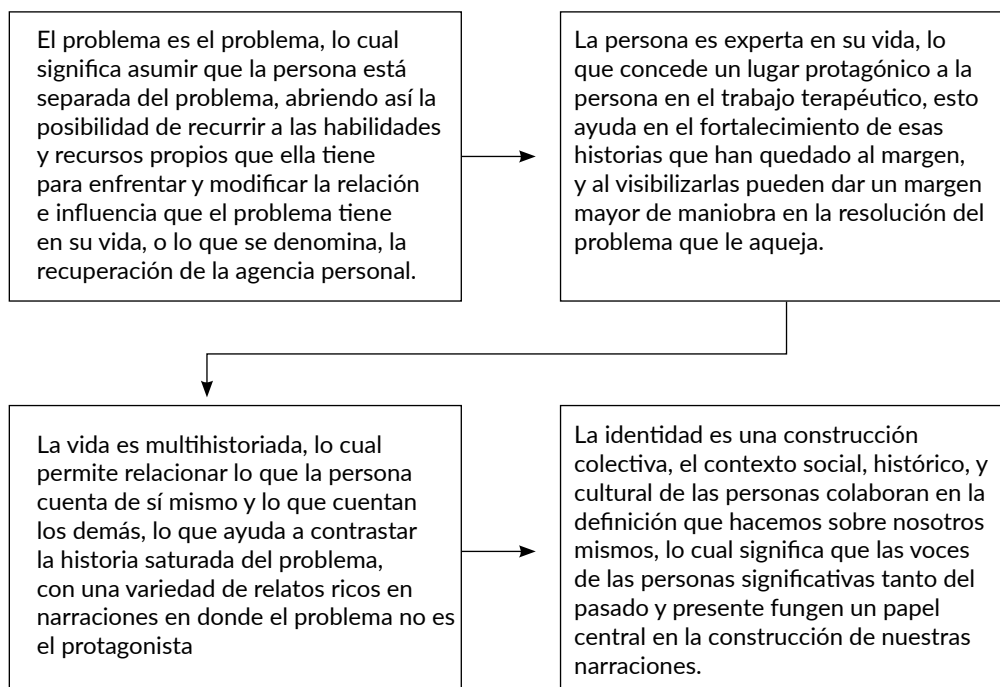 El problema es el problema, lo cual
significa asumir que la persona está
separada del problema, abriendo así la
posibilidad de recurrir a las habilidades
y recursos propios que ella tiene
para enfrentar y modificar la relación
e influencia que el problema tiene
en su vida, o lo que se denomina, la
recuperación de la agencia personal.
La persona es experta en su vida, lo
que concede un lugar protagónico a la
persona en el trabajo terapéutico, esto
ayuda en el fortalecimiento de esas
historias que han quedado al margen,
y al visibilizarlas pueden dar un margen
mayor de maniobra en la resolución del
problema que le aqueja.
La vida es multihistoriada, lo cual
permite relacionar lo que la persona
cuenta de sí mismo y lo que cuentan
los demás, lo que ayuda a contrastar
la historia saturada del problema,
con una variedad de relatos ricos en
narraciones en donde el problema no es
el protagonista
La identidad es una construcción
colectiva, el contexto social, histórico, y
cultural de las personas colaboran en la
definición que hacemos sobre nosotros
mismos, lo cual significa que las voces
de las personas significativas tanto del
pasado y presente fungen un papel
central en la construcción de nuestras
narraciones.